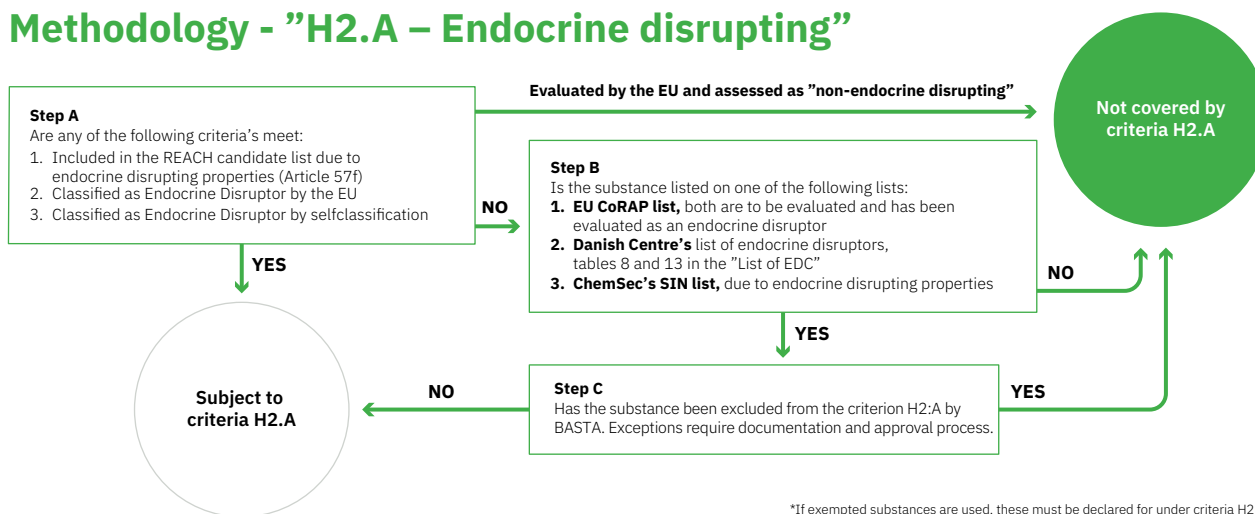 Methodology - ”H2.A – Endocrine disrupting”
Evaluated by the EU and assessed as ”non-endocrine disrupting”
Not covered by
criteria H2.A
Step A
Are any of the following criteria’s meet:
1. Included in the REACH candidate list due to
endocrine disrupting properties (Article 57f)
2. Classified as Endocrine Disruptor by the EU
3. Classified as Endocrine Disruptor by selfclassification
NO
YES
Step B
Is the substance listed on one of the following lists:
1. EU CoRAP list, both are to be evaluated and has been
evaluated as an endocrine disruptor
2. Danish Centre’s list of endocrine disruptors,
tables 8 and 13 in the ”List of EDC”
3. ChemSec’s SIN list, due to endocrine disrupting properties
NO
YES
Step C
Has the substance been excluded from the criterion H2:A by
BASTA. Exceptions require documentation and approval process.
NO
YES
Subject to
criteria H2.A
*If exempted substances are used, these must be declared for under criteria H2